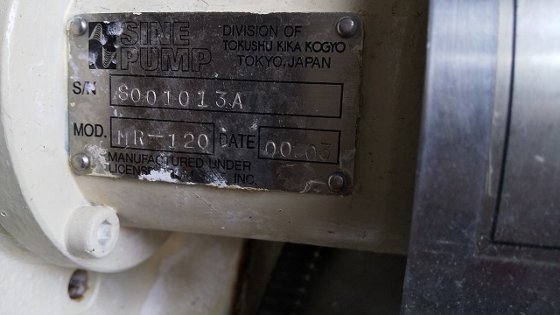 SINE DIVISION OF
PUMP TOKUSHU KIKA KOGYO
TOKYO, JAPAN
S/N S001013A
MOD. MR-120 DATE 00.03
MANUFACTURED UNDER
LICENSE INC.